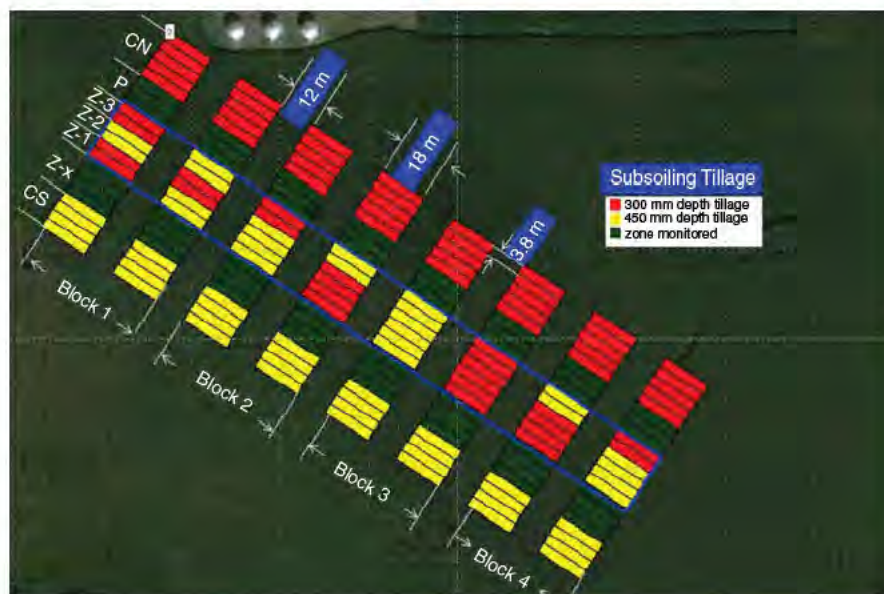 CN
P
Z-3
Z-2
Z-1
Z-x
CS
12 m
18 m
3.8 m
Subsoiling Tillage
300 mm depth tillage
450 mm depth tillage
zone monitored
Block 1
Block 2
Block 3
Block 4